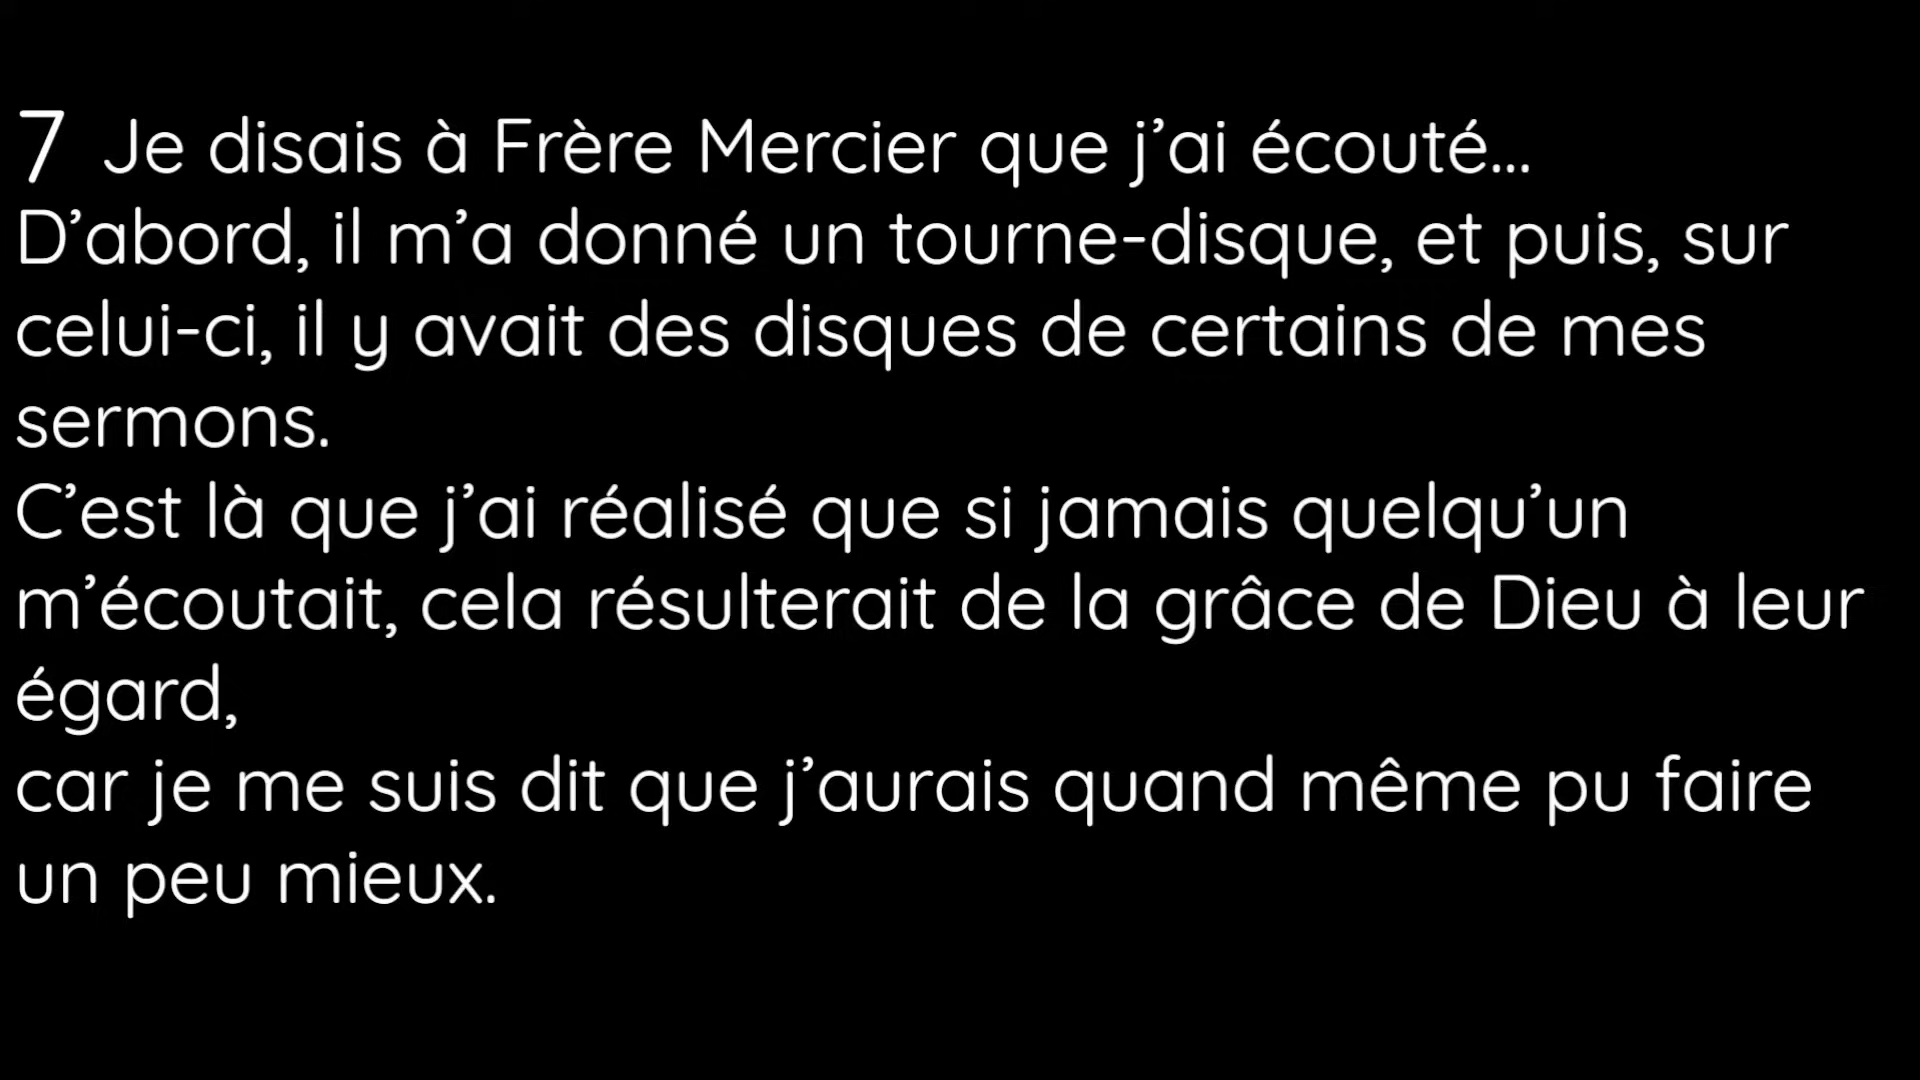 7 Je disais à Frère Mercier que j’ai écouté...
D’abord, il m’a donné un tourne-disque, et puis, sur
celui-ci, il y avait des disques de certains de mes
sermons.
C’est là que j’ai réalisé que si jamais quelqu’un
m’écoutait, cela résulterait de la grâce de Dieu à leur
égard,
car je me suis dit que j’aurais quand même pu faire
un peu mieux.